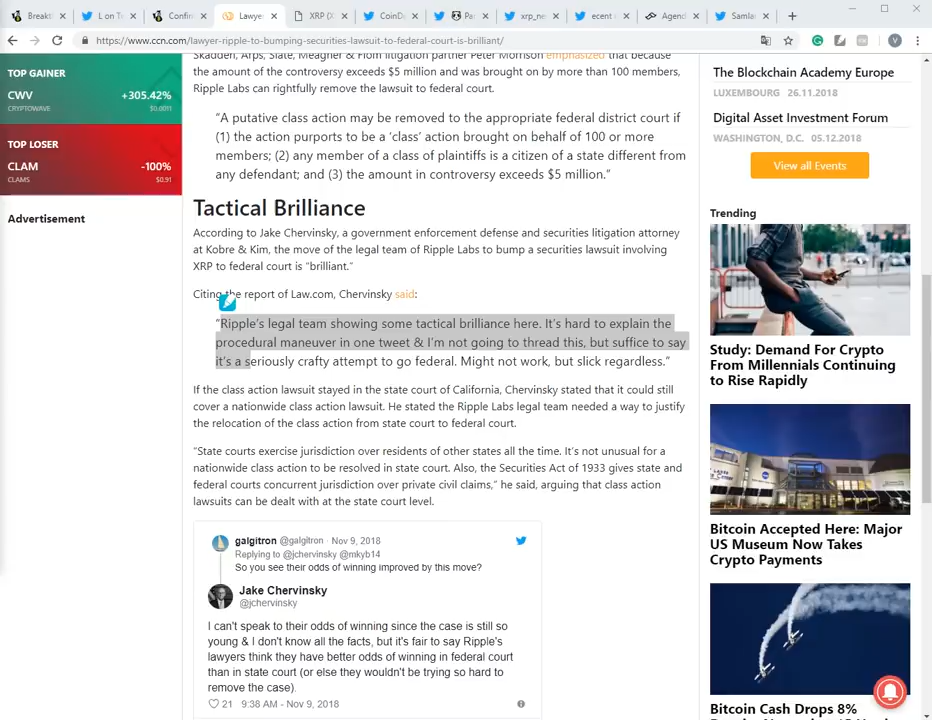 Breakt
L on T
Confir
Lawyer
XRP (X
CoinD
Pa
xrp_ne
ecent
Agend
Samla
https://www.ccn.com/lawyer-ripple-to-bumping-securities-lawsuit-to-federal-court-is-brilliant/
V
TOP GAINER
CWV +305.42%
CRYPTOWAVE
TOP LOSER
CLAM -100%
CLAMS $0.91
Advertisement
Skadden, Arps, Slate, Meagher & Flom litigation partner Peter Morrison emphasized that because
the amount of the controversy exceeds $5 million and was brought on by more than 100 members,
Ripple Labs can rightfully remove the lawsuit to federal court.
“A putative class action may be removed to the appropriate federal district court if
(1) the action purports to be a ‘class’ action brought on behalf of 100 or more
members; (2) any member of a class of plaintiffs is a citizen of a state different from
any defendant; and (3) the amount in controversy exceeds $5 million.”
Tactical Brilliance
According to Jake Chervinsky, a government enforcement defense and securities litigation attorney
at Kobre & Kim, the move of the legal team of Ripple Labs to bump a securities lawsuit involving
XRP to federal court is “brilliant.”
Citing the report of Law.com, Chervinsky said:
“Ripple’s legal team showing some tactical brilliance here. It’s hard to explain the
procedural maneuver in one tweet & I’m not going to thread this, but suffice to say
it’s a seriously crafty attempt to go federal. Might not work, but slick regardless.”
If the class action lawsuit stayed in the state court of California, Chervinsky stated that it could still
cover a nationwide class action lawsuit. He stated the Ripple Labs legal team needed a way to justify
the relocation of the class action from state court to federal court.
“State courts exercise jurisdiction over residents of other states all the time. It’s not unusual for a
nationwide class action to be resolved in state court. Also, the Securities Act of 1933 gives state and
federal courts concurrent jurisdiction over private civil claims,” he said, arguing that class action
lawsuits can be dealt with at the state court level.
galgitron @galgitron · Nov 9, 2018
Replying to @jchervinsky @mkyb14
So you see their odds of winning improved by this move?
Jake Chervinsky
@jchervinsky
I can't speak to their odds of winning since the case is still so
young & I don't know all the facts, but it's fair to say Ripple's
lawyers think they have better odds of winning in federal court
than in state court (or else they wouldn't be trying so hard to
remove the case).
21 9:38 AM - Nov 9, 2018
The Blockchain Academy Europe
LUXEMBOURG 26.11.2018
Digital Asset Investment Forum
WASHINGTON, D.C. 05.12.2018
View all Events
Trending
Study: Demand For Crypto
From Millennials Continuing
to Rise Rapidly
Bitcoin Accepted Here: Major
US Museum Now Takes
Crypto Payments
Bitcoin Cash Drops 8%